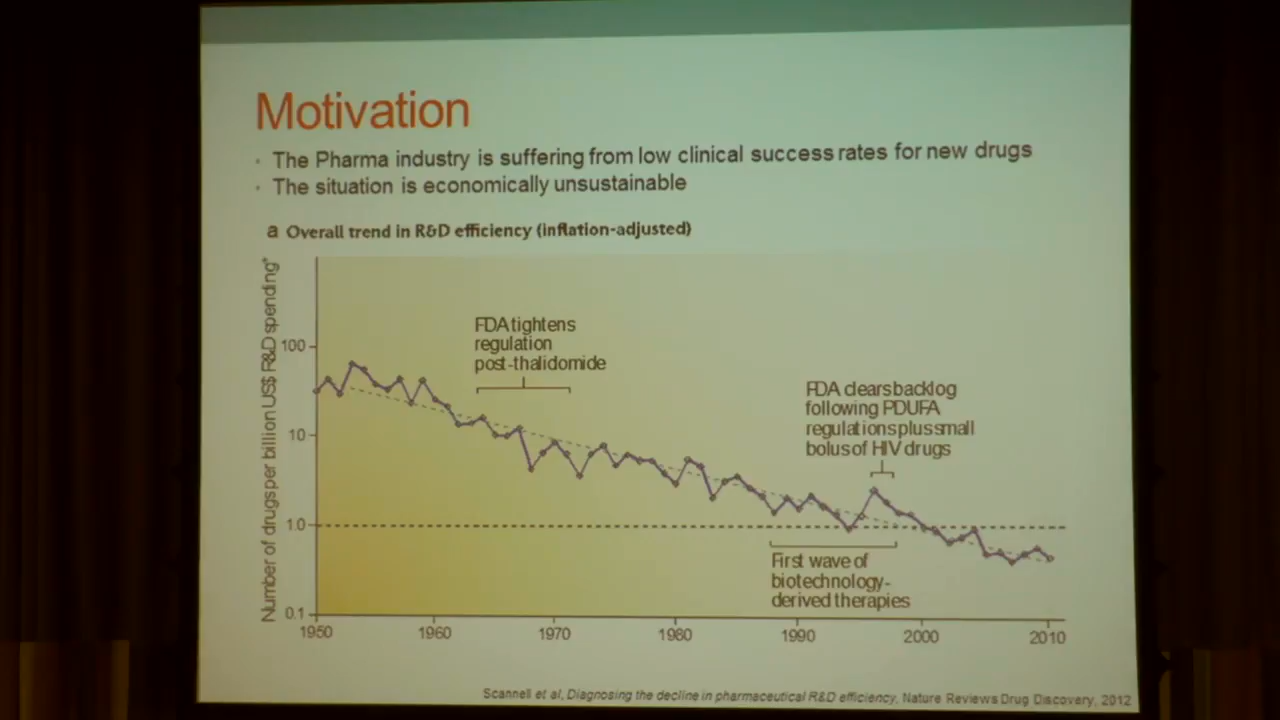 Motivation
• The Pharma industry is suffering from low clinical success rates for new drugs
• The situation is economically unsustainable
a Overall trend in R&D efficiency (inflation-adjusted)
Number of drugs per billion US$ R&D spending*
100
10
1.0
0.1
FDA tightens
regulation
post-thalidomide
FDA clears backlog
following PDUFA
regulations plus small
bolus of HIV drugs
First wave of
biotechnology-
derived therapies
1950 1960 1970 1980 1990 2000 2010
Scannell et al, Diagnosing the decline in pharmaceutical R&D efficiency, Nature Reviews Drug Discovery, 2012